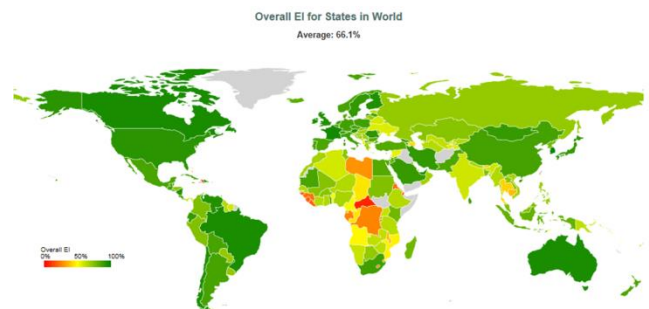 Overall EI for States in World
Average: 66.1%
Overall EI
0% 50% 100%